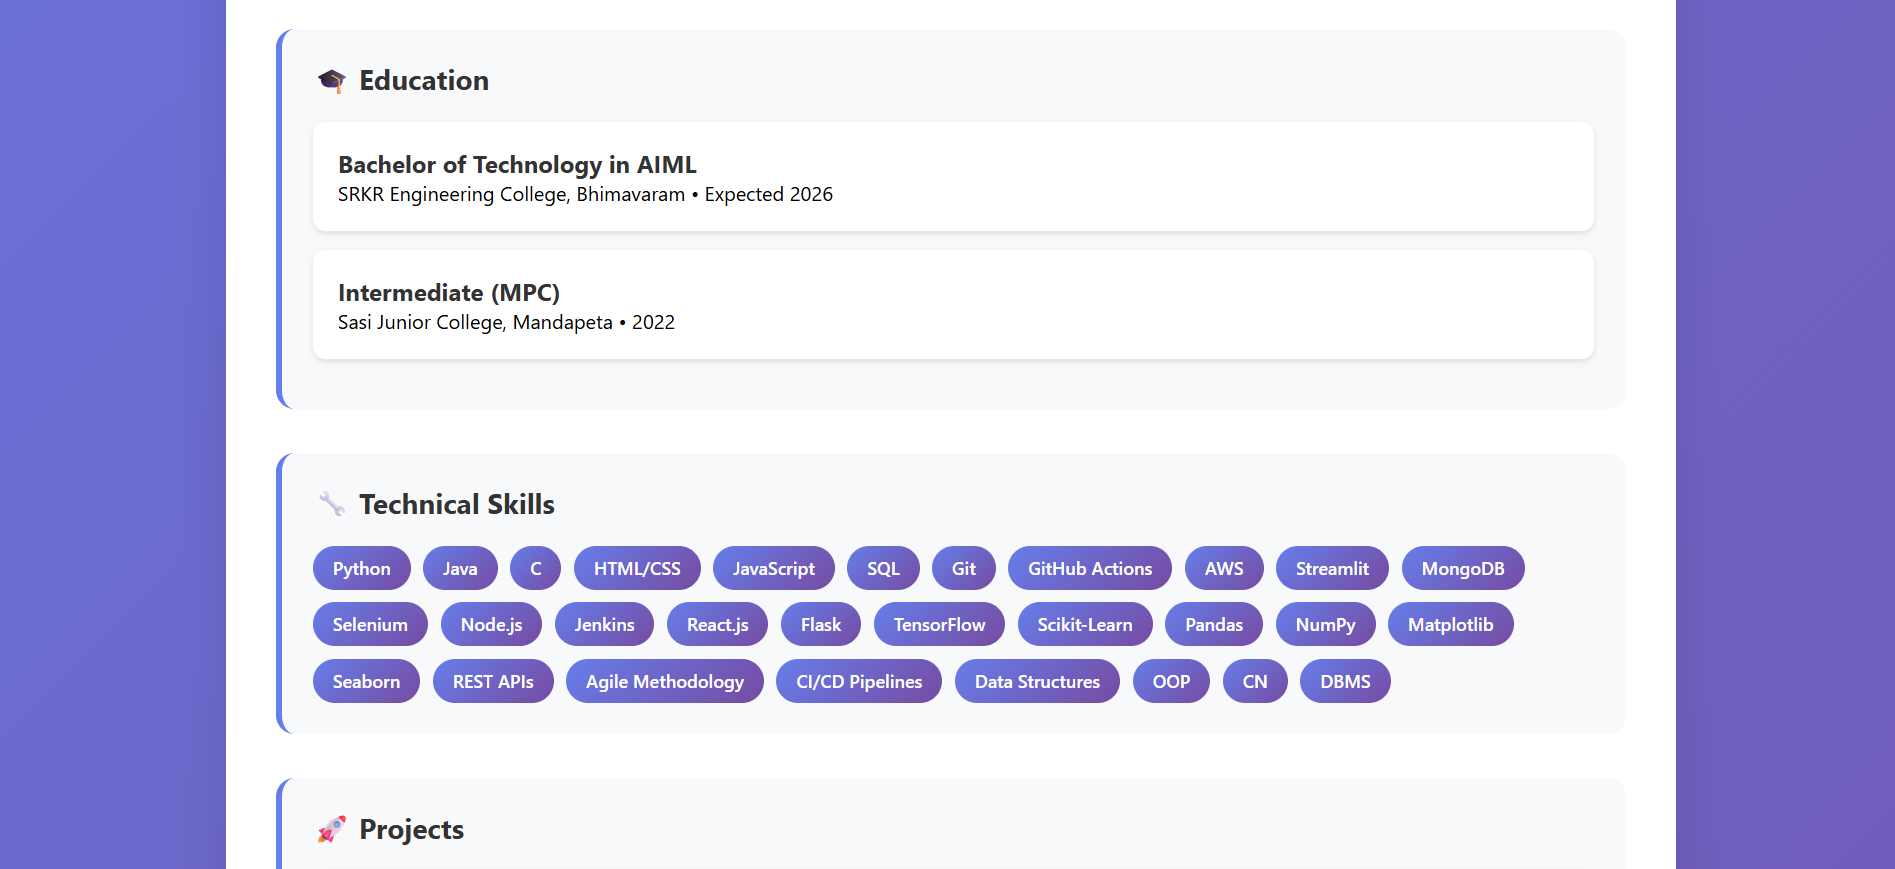 Education
Bachelor of Technology in AIML
SRKR Engineering College, Bhimavaram • Expected 2026
Intermediate (MPC)
Sasi Junior College, Mandapeta • 2022
Technical Skills
Python Java C HTML/CSS JavaScript SQL Git GitHub Actions AWS Streamlit MongoDB
Selenium Node.js Jenkins React.js Flask TensorFlow Scikit-Learn Pandas NumPy Matplotlib
Seaborn REST APIs Agile Methodology CI/CD Pipelines Data Structures OOP CN DBMS
Projects